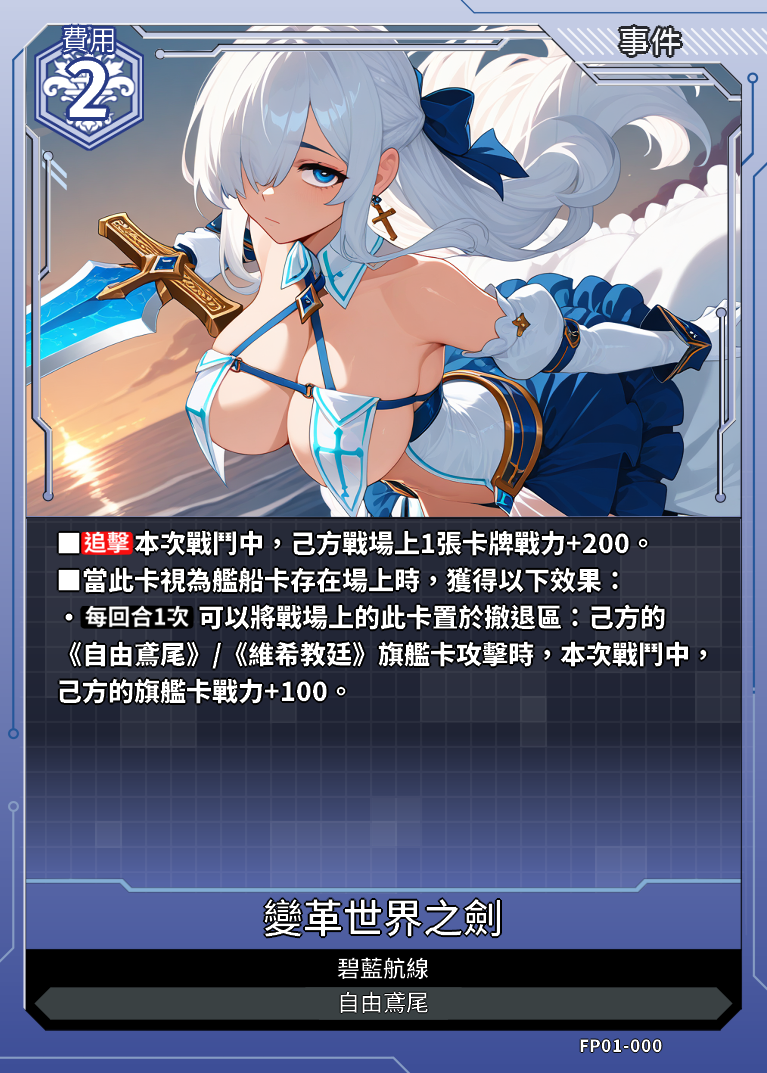 費用
2
事件
■追擊本次戰鬥中，己方戰場上1張卡牌戰力+200。
■當此卡視為艦船卡存在場上時，獲得以下效果：
・每回合1次 可以將戰場上的此卡置於撤退區：己方的
《自由鳶尾》/《維希教廷》旗艦卡攻擊時，本次戰鬥中，
己方的旗艦卡戰力+100。
變革世界之劍
碧藍航線
自由鳶尾
FP01-000